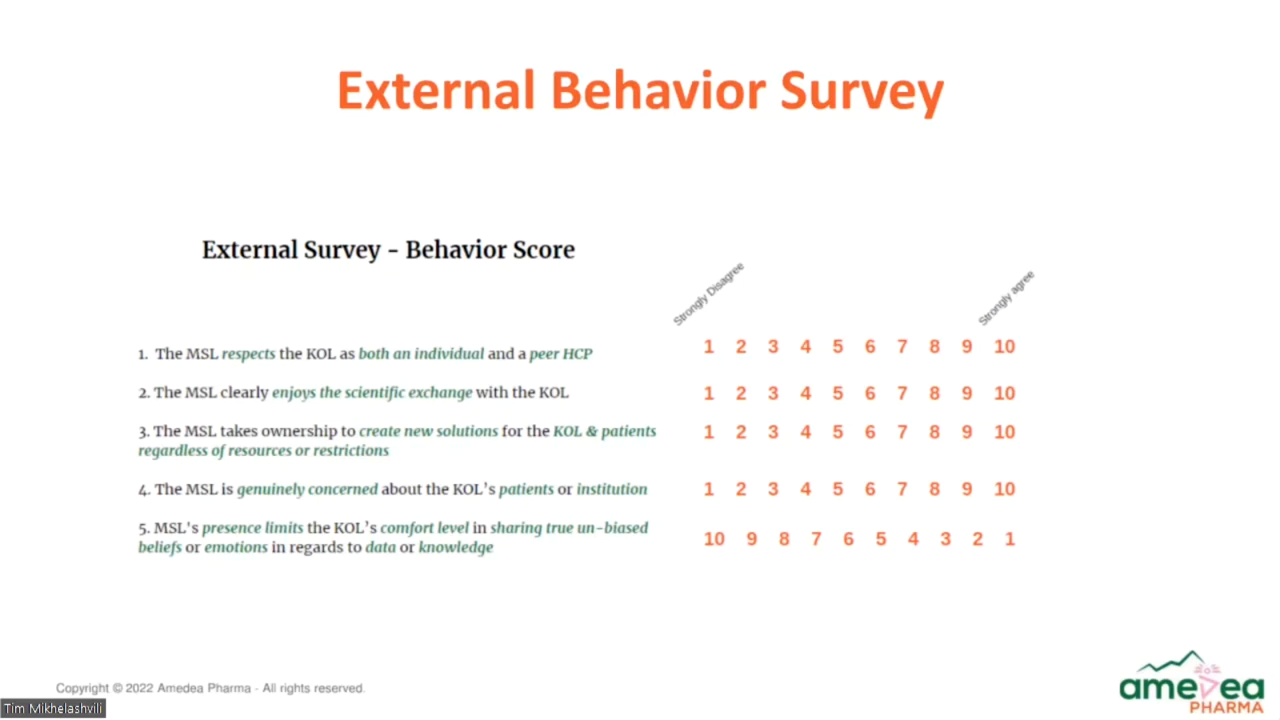 External Behavior Survey
External Survey - Behavior Score
Strongly Disagree
Strongly agree
1. The MSL respects the KOL as both an individual and a peer HCP
1 2 3 4 5 6 7 8 9 10
2. The MSL clearly enjoys the scientific exchange with the KOL
1 2 3 4 5 6 7 8 9 10
3. The MSL takes ownership to create new solutions for the KOL & patients
regardless of resources or restrictions
1 2 3 4 5 6 7 8 9 10
4. The MSL is genuinely concerned about the KOL's patients or institution
1 2 3 4 5 6 7 8 9 10
5. MSL's presence limits the KOL's comfort level in sharing true un-biased
beliefs or emotions in regards to data or knowledge
10 9 8 7 6 5 4 3 2 1
Copyright © 2022 Amedea Pharma - All rights reserved.
Tim Mikhelashvili
amedea
PHARMA